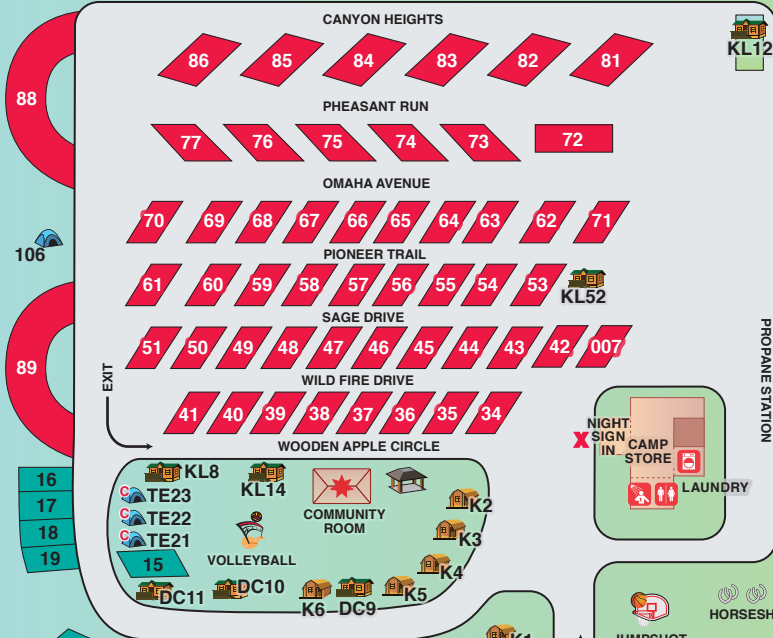 CANYON HEIGHTS
86 85 84 83 82 81
KL12
88
PHEASANT RUN
77 76 75 74 73 72
OMAHA AVENUE
70 69 68 67 66 65 64 63 62 71
106
PIONEER TRAIL
61 60 59 58 57 56 55 54 53
KL52
SAGE DRIVE
51 50 49 48 47 46 45 44 43 42 007
89
WILD FIRE DRIVE
EXIT
41 40 39 38 37 36 35 34
WOODEN APPLE CIRCLE
PROPANE STATION
X
NIGHT
SIGN
IN
CAMP
STORE
LAUNDRY
16
17
18
19
KL8
KL14
C TE23
C TE22
C TE21
15
COMMUNITY
ROOM
VOLLEYBALL
K2
K3
K4
K5
DC11
DC10
K6
DC9
K1
HORSESH
JUMPSHOT